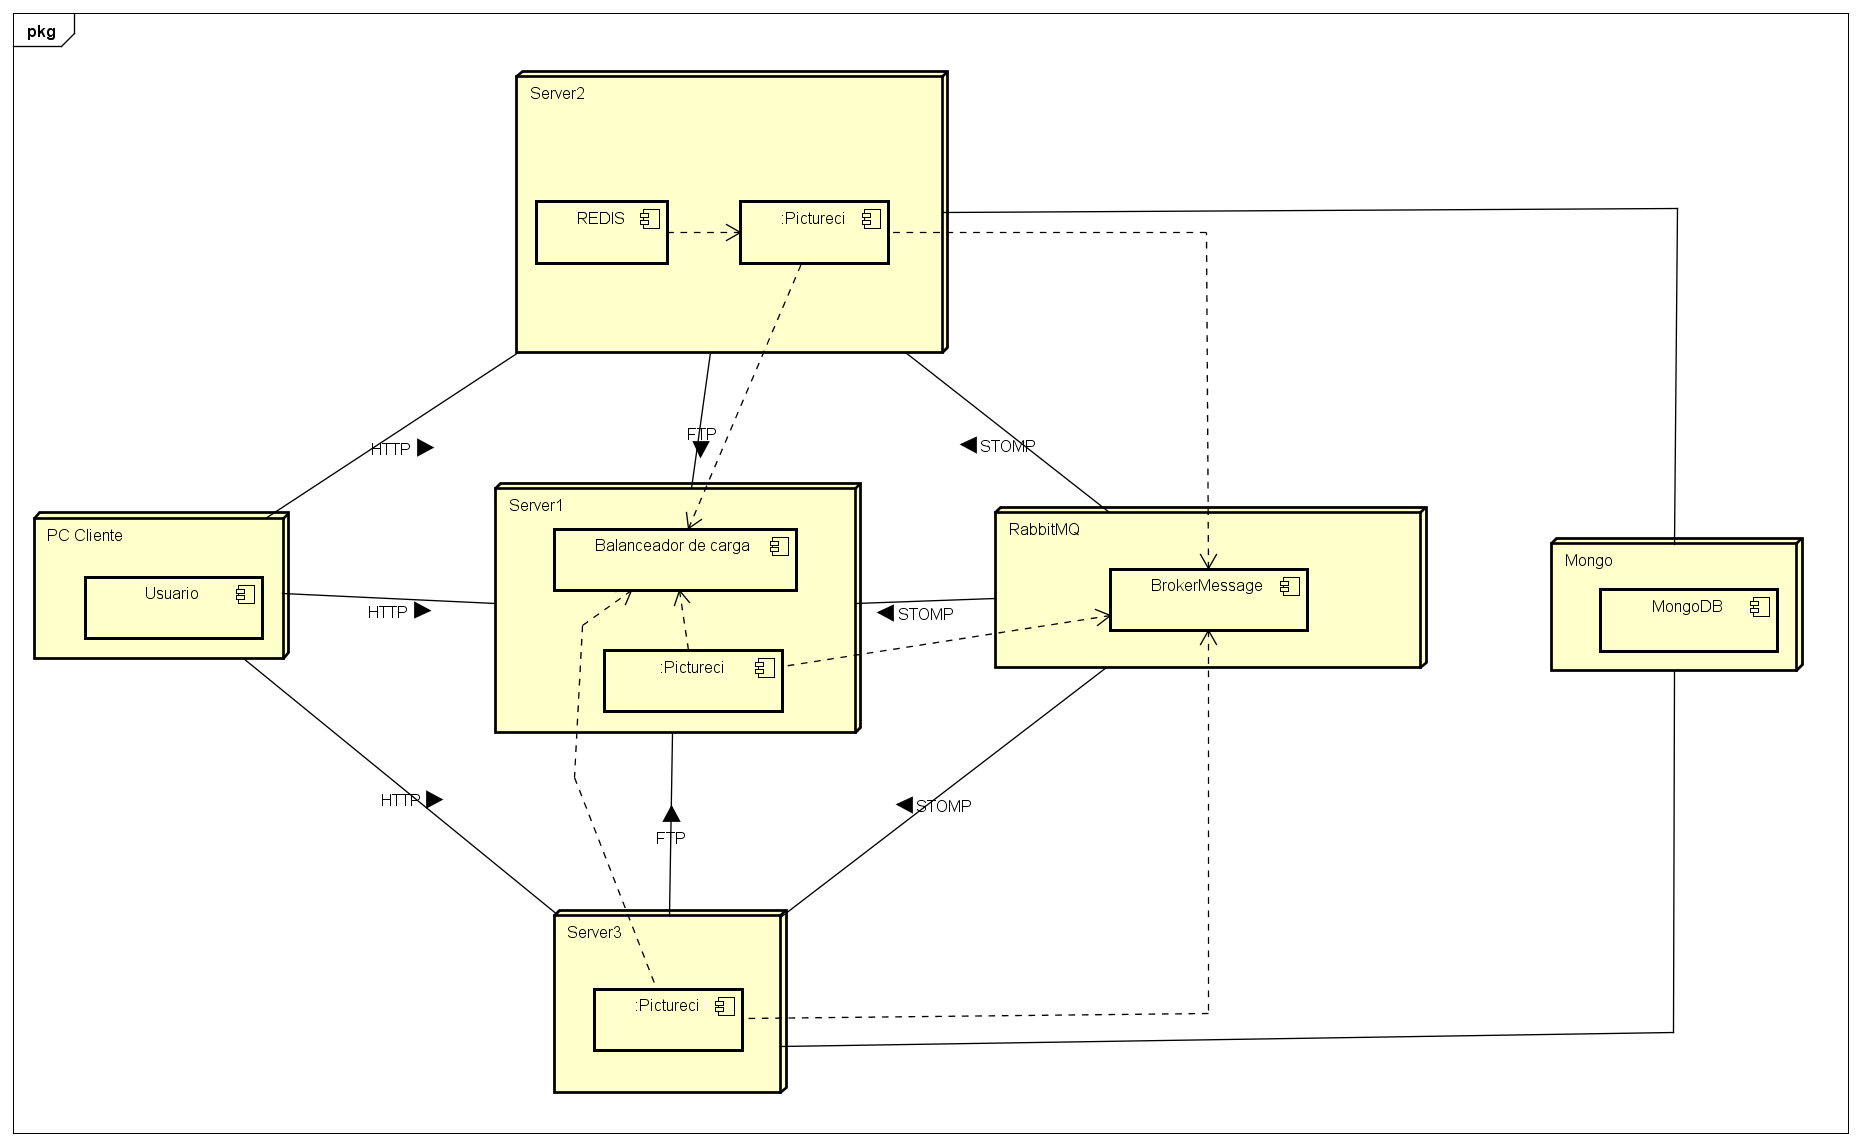 pkg
Server2
REDIS
:Pictureci
FTP
HTTP
STOMP
Server1
Balanceador de carga
:Pictureci
PC Cliente
Usuario
HTTP
STOMP
RabbitMQ
BrokerMessage
Mongo
MongoDB
HTTP
FTP
STOMP
Server3
:Pictureci